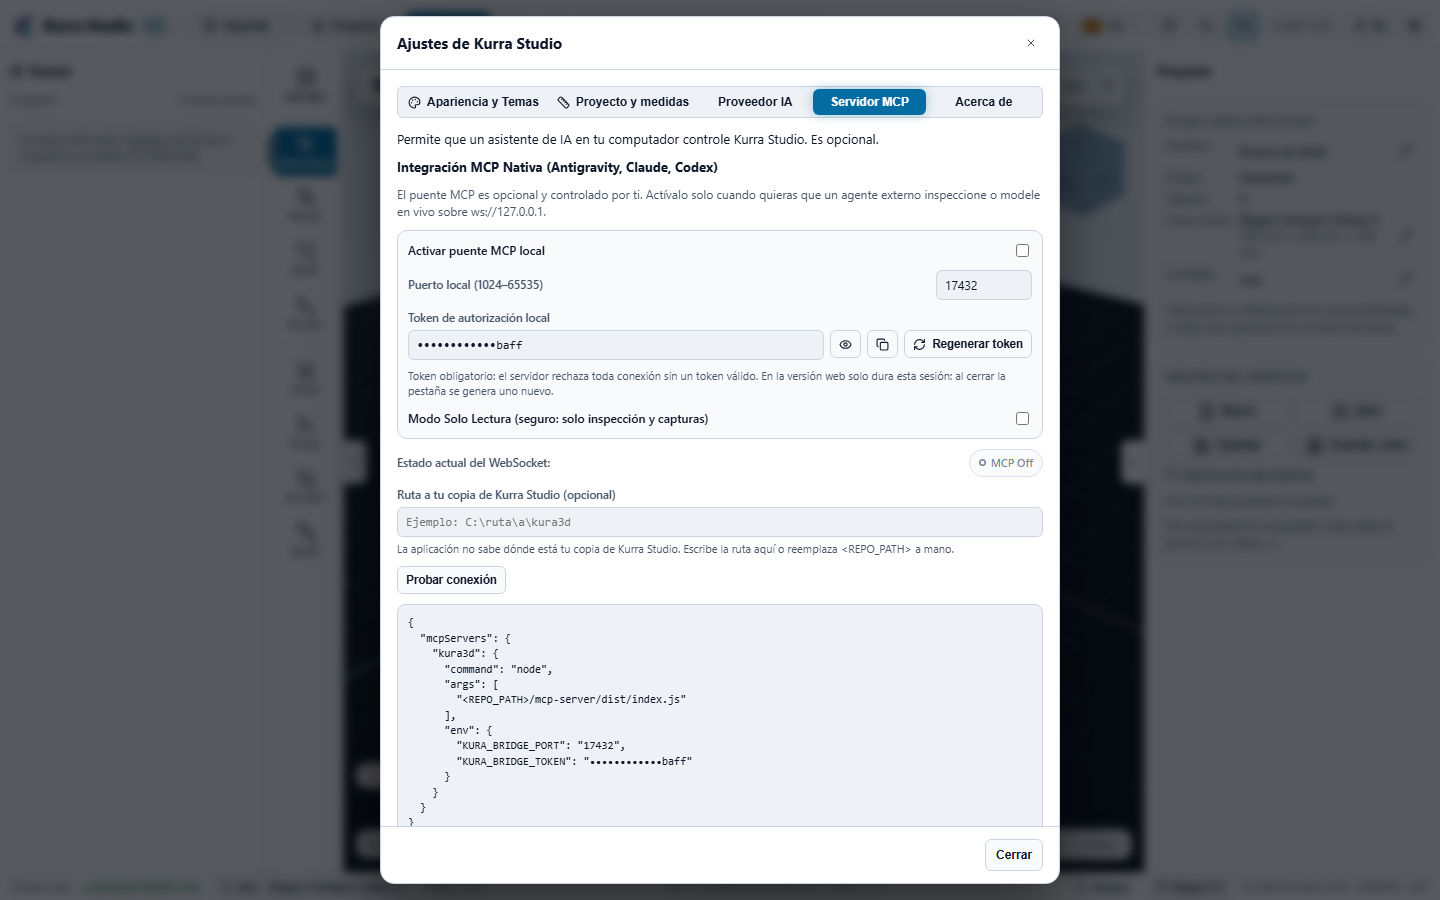 Ajustes de Kurra Studio
×
Apariencia y Temas
Proyecto y medidas
Proveedor IA
Servidor MCP
Acerca de
Permite que un asistente de IA en tu computador controle Kurra Studio. Es opcional.
Integración MCP Nativa (Antigravity, Claude, Codex)
El puente MCP es opcional y controlado por ti. Actívalo solo cuando quieras que un agente externo inspeccione o modele
en vivo sobre ws://127.0.0.1.
Activar puente MCP local
Puerto local (1024–65535)
17432
Token de autorización local
••••••••••••baff
Regenerar token
Token obligatorio: el servidor rechaza toda conexión sin un token válido. En la versión web solo dura esta sesión: al cerrar la
pestaña se genera uno nuevo.
Modo Solo Lectura (seguro: solo inspección y capturas)
Estado actual del WebSocket:
MCP Off
Ruta a tu copia de Kurra Studio (opcional)
Ejemplo: C:\ruta\a\kura3d
La aplicación no sabe dónde está tu copia de Kurra Studio. Escribe la ruta aquí o reemplaza <REPO_PATH> a mano.
Probar conexión
{
"mcpServers": {
"kura3d": {
"command": "node",
"args": [
"<REPO_PATH>/mcp-server/dist/index.js"
],
"env": {
"KURA_BRIDGE_PORT": "17432",
"KURA_BRIDGE_TOKEN": "••••••••••••baff"
}
}
}
}
Cerrar